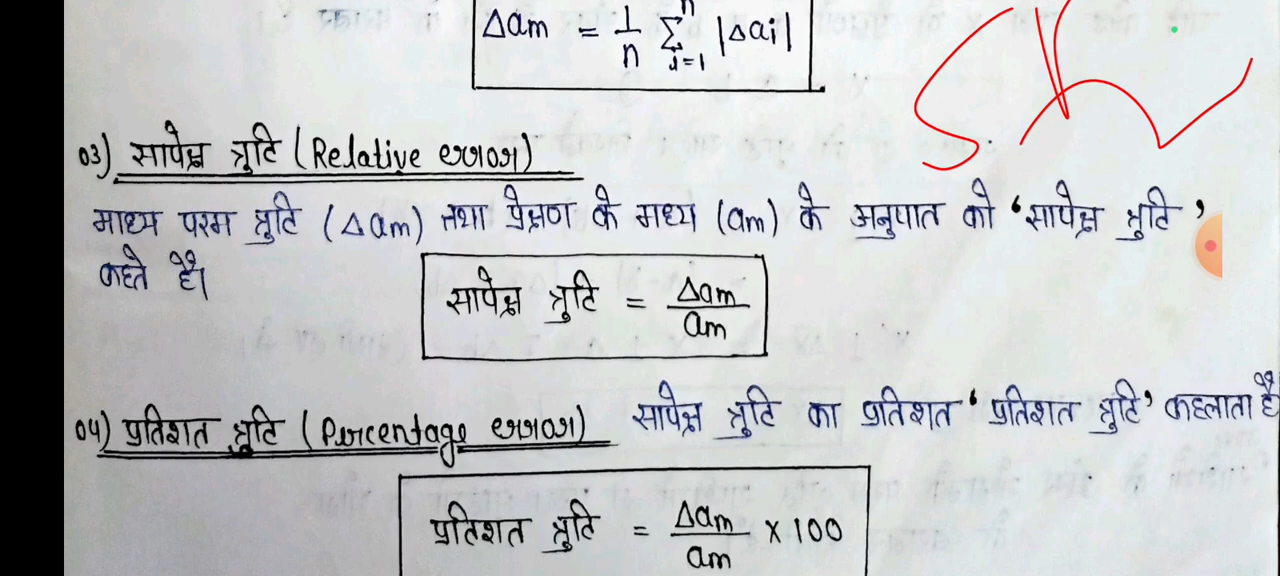 Δam = 1/n Σ_{i=1}^{n} |Δai|
03) सापेक्ष त्रुटि (Relative error)
माध्य परम त्रुटि (Δam) तथा प्रेक्षण के मध्य (am) के अनुपात को ‘सापेक्ष त्रुटि’
कहते है।
सापेक्ष त्रुटि = Δam/am
04) प्रतिशत त्रुटि (Percentage error) सापेक्ष त्रुटि का प्रतिशत ‘प्रतिशत त्रुटि’ कहलाता है
प्रतिशत त्रुटि = Δam/am × 100